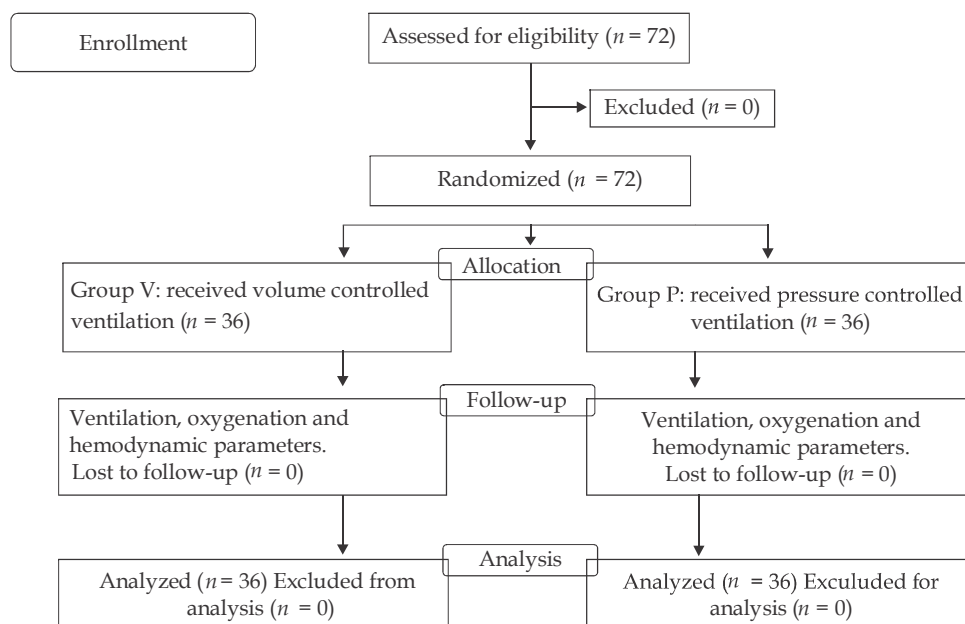 Enrollment
Assessed for eligibility (n = 72)
Excluded (n = 0)
Randomized (n = 72)
Allocation
Group V: received volume controlled
ventilation (n = 36)
Group P: received pressure controlled
ventilation (n = 36)
Follow-up
Ventilation, oxygenation and
hemodynamic parameters.
Lost to follow-up (n = 0)
Ventilation, oxygenation and
hemodynamic parameters.
Lost to follow-up (n = 0)
Analysis
Analyzed (n = 36) Excluded from
analysis (n = 0)
Analyzed (n = 36) Exculuded for
analysis (n = 0)